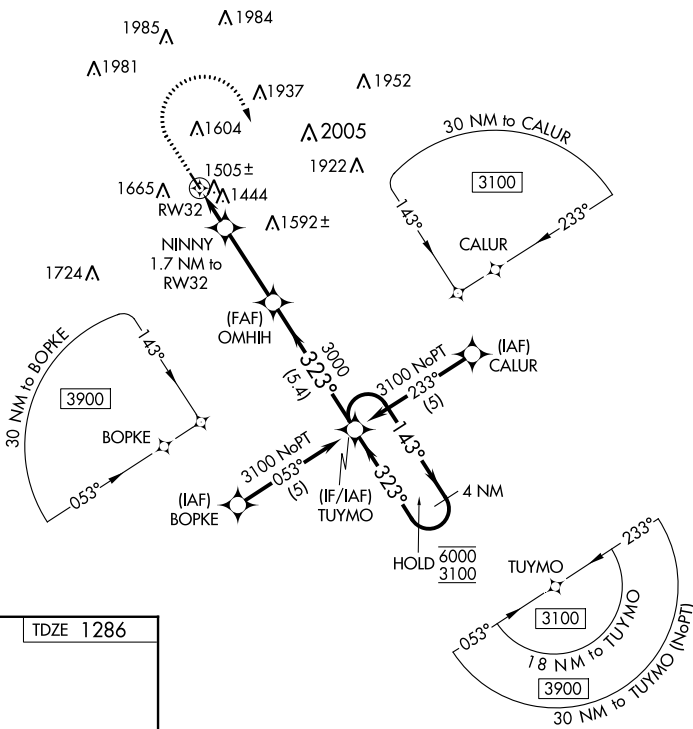 1984
1985
1981
1937
1952
1604
2005
1922
1505±
1665
1444
RW32
1592±
NINNY
1.7 NM to
RW32
1724
30 NM to CALUR
3100
143°
233°
CALUR
(FAF)
OMHIH
3000
323°
(5.4)
30 NM to BOPKE
143°
3900
BOPKE
053°
(IAF)
CALUR
3100 NoPT
233°
(5)
3100 NoPT
053°
(5)
(IAF)
BOPKE
(IF/IAF)
TUYMO
143°
323°
4 NM
HOLD
6000
3100
TUYMO
233°
053°
3100
18 NM to TUYMO
3900
30 NM to TUYMO (NoPT)
TDZE 1286